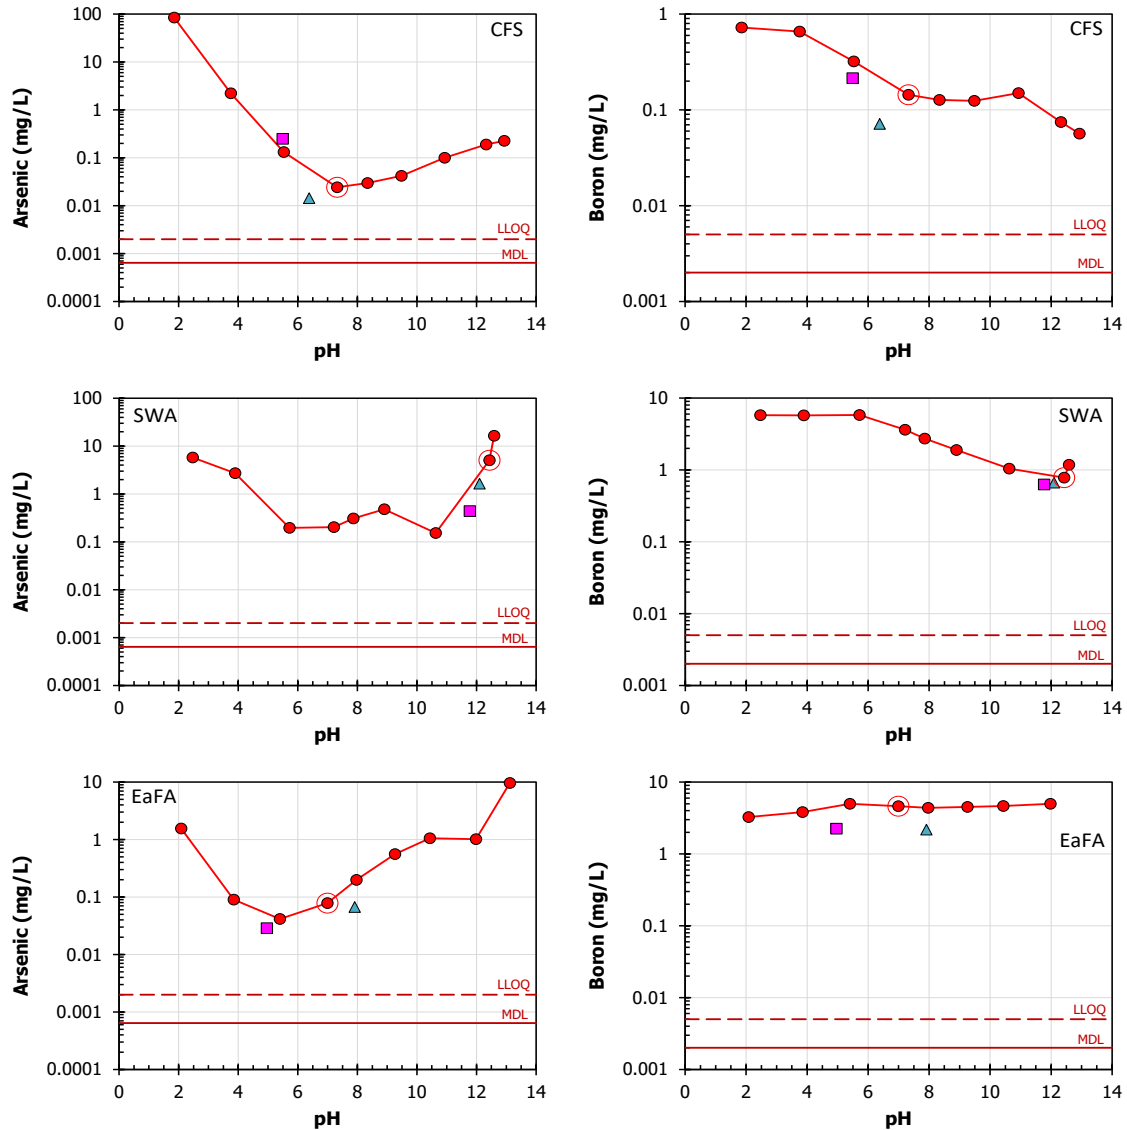 100
10
1
0.1
0.01
0.001
0.0001
Arsenic (mg/L)
CFS
LLOQ
MDL
0 2 4 6 8 10 12 14
pH
1
0.1
0.01
0.001
Boron (mg/L)
CFS
LLOQ
MDL
0 2 4 6 8 10 12 14
pH
100
10
1
0.1
0.01
0.001
0.0001
Arsenic (mg/L)
SWA
LLOQ
MDL
0 2 4 6 8 10 12 14
pH
10
1
0.1
0.01
0.001
Boron (mg/L)
SWA
LLOQ
MDL
0 2 4 6 8 10 12 14
pH
10
1
0.1
0.01
0.001
0.0001
Arsenic (mg/L)
EaFA
LLOQ
MDL
0 2 4 6 8 10 12 14
pH
10
1
0.1
0.01
0.001
Boron (mg/L)
EaFA
LLOQ
MDL
0 2 4 6 8 10 12 14
pH